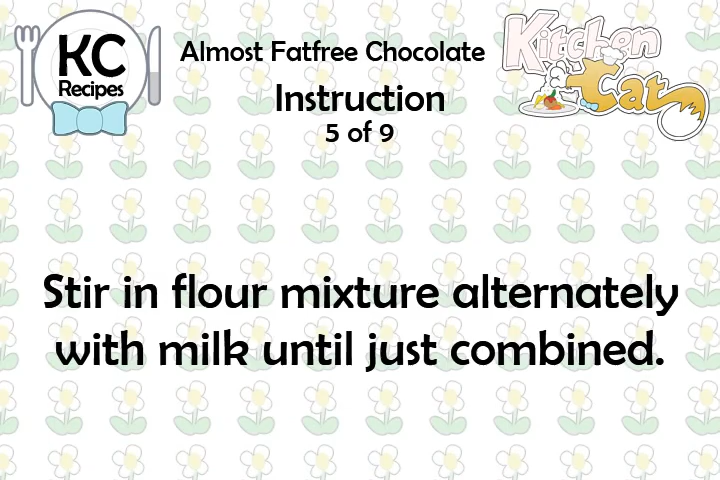 KC
Recipes
Almost Fatfree Chocolate
Instruction
5 of 9
Kitchen
Cat
Stir in flour mixture alternately
with milk until just combined.